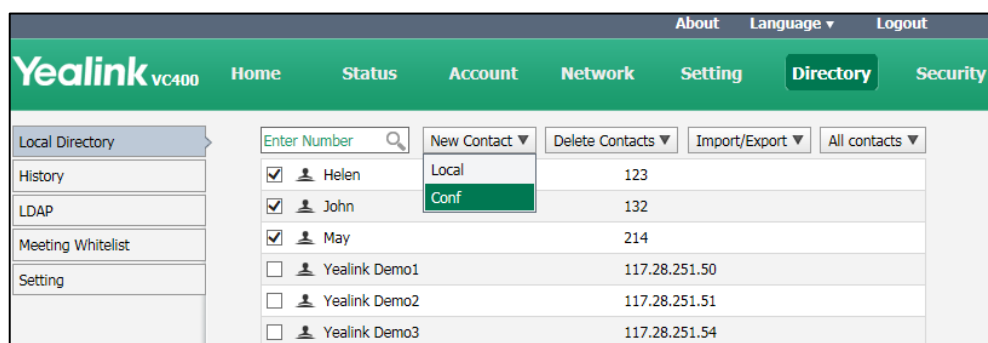 About Language ▼ Logout
Yealink VC400 Home Status Account Network Setting Directory Security
Local Directory Enter Number New Contact ▼ Delete Contacts ▼ Import/Export ▼ All contacts ▼
History Helen Local 123
Conf
LDAP John 132
Meeting Whitelist May 214
Setting Yealink Demo1 117.28.251.50
Yealink Demo2 117.28.251.51
Yealink Demo3 117.28.251.54